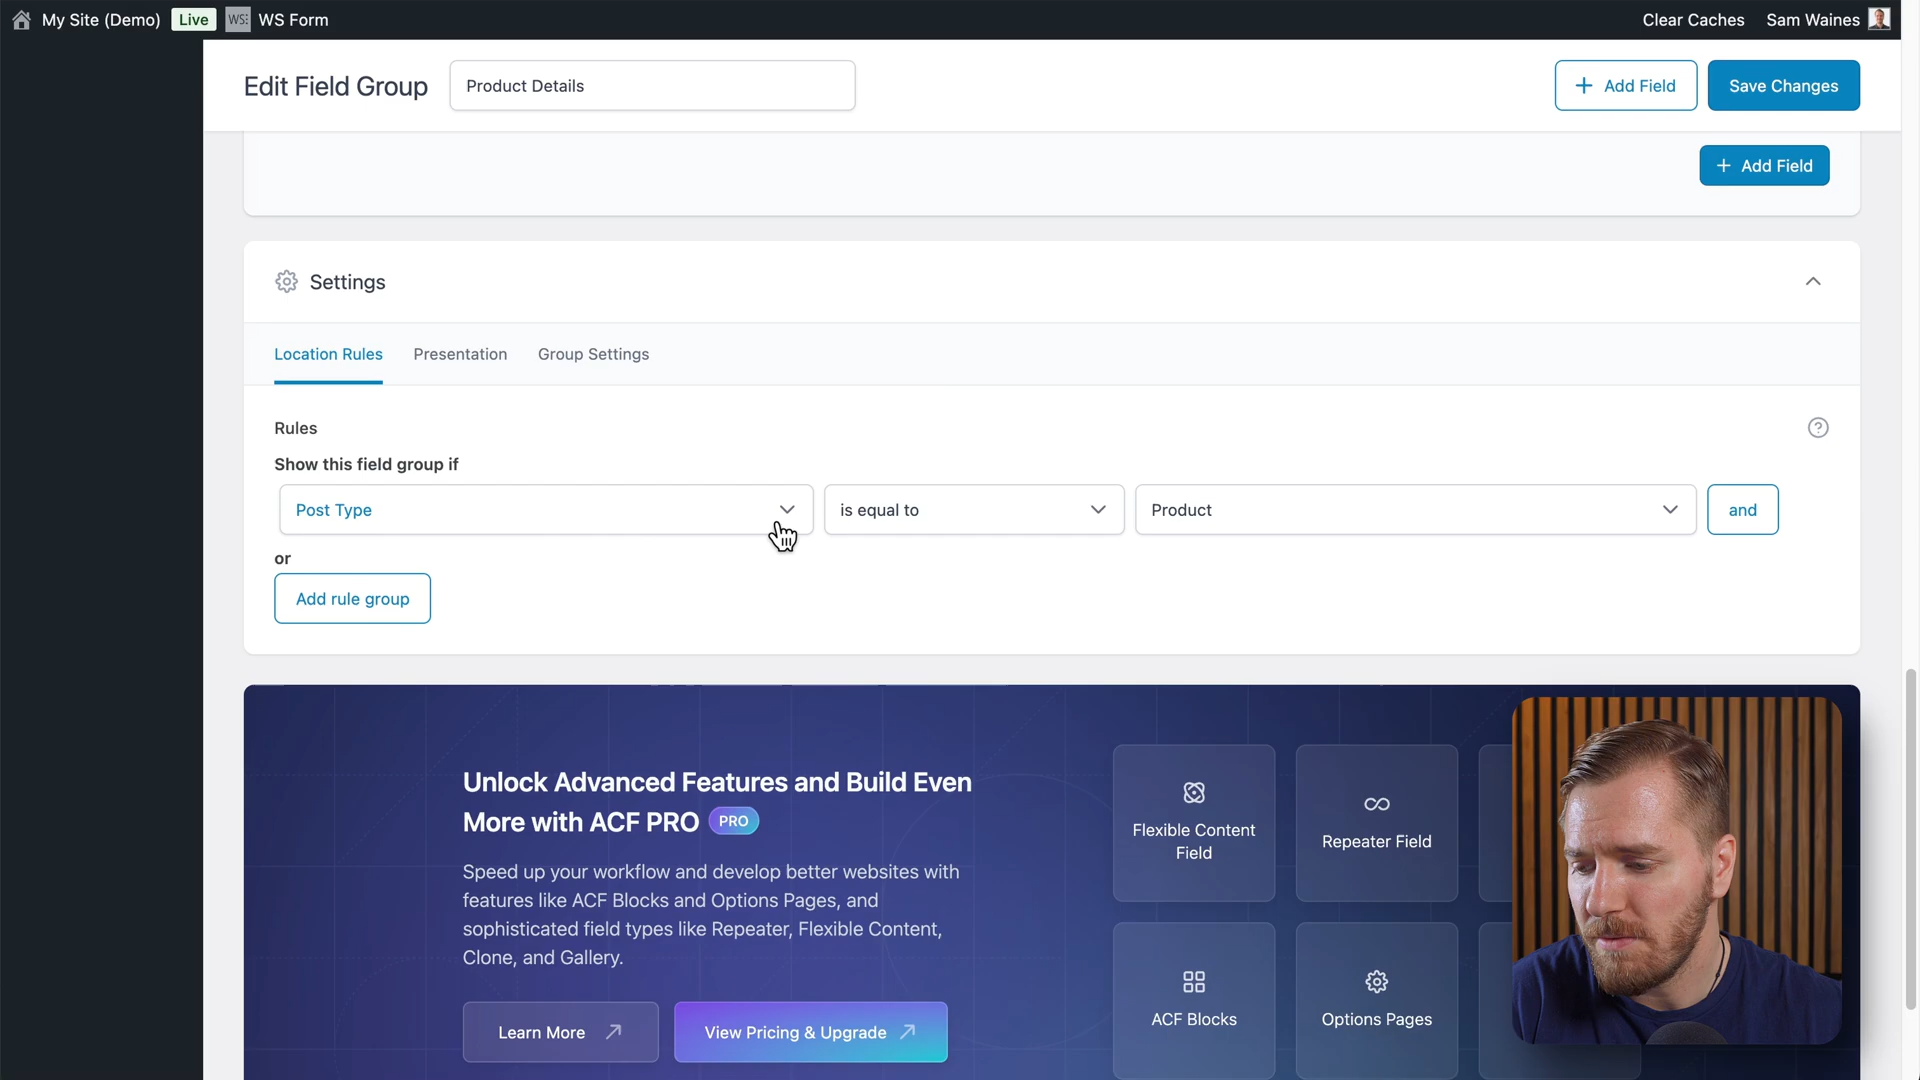 My Site (Demo) Live WS Form Clear Caches Sam Waines
Edit Field Group Product Details + Add Field Save Changes
+ Add Field
Settings
Location Rules Presentation Group Settings
Rules
Show this field group if
Post Type is equal to Product and
or
Add rule group
Unlock Advanced Features and Build Even
More with ACF PRO PRO
Speed up your workflow and develop better websites with
features like ACF Blocks and Options Pages, and
sophisticated field types like Repeater, Flexible Content,
Clone, and Gallery.
Learn More View Pricing & Upgrade
Flexible Content
Field
Repeater Field
ACF Blocks
Options Pages